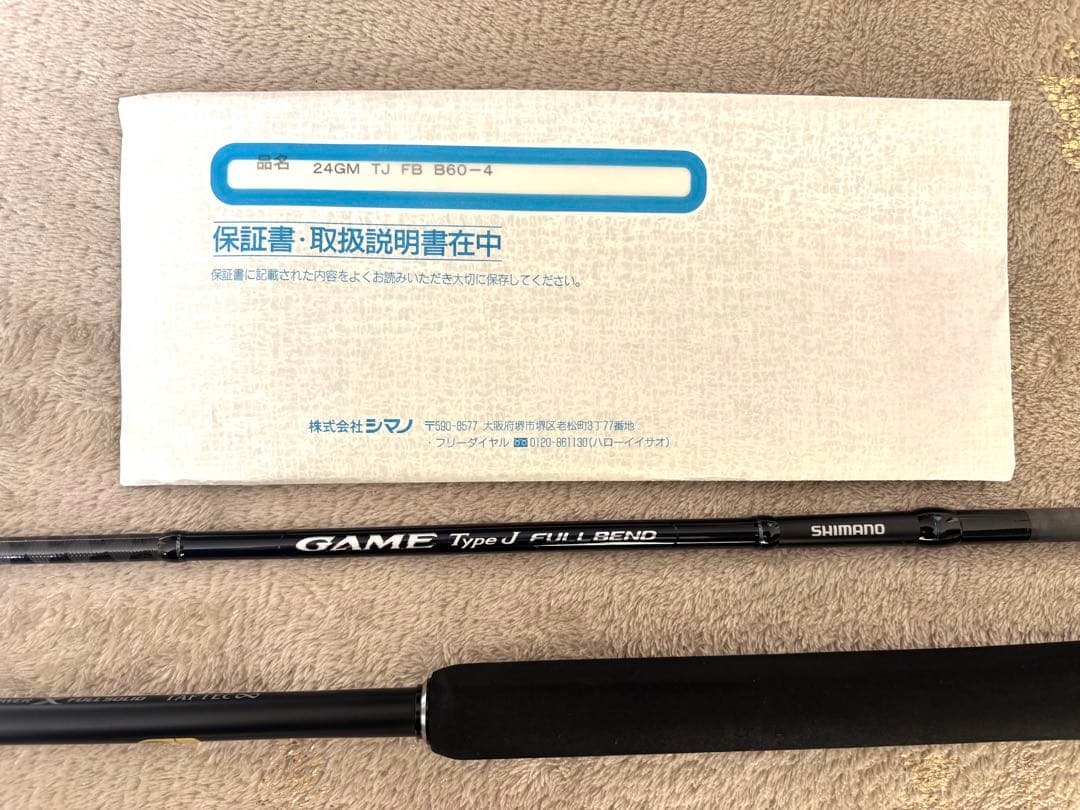 品名 24GM TJ FB B60-4
保証書・取扱説明書在中
保証書に記載された内容をよくお読みいただき大切に保存してください。
株式会社シマノ 〒590-8577 大阪府堺市堺区老松町3丁77番地
・フリーダイヤル 0120-861130(ハローイイサオ)
GAME Type J FULLBEND SHIMANO
X FULLSOLID TAFTEC∞